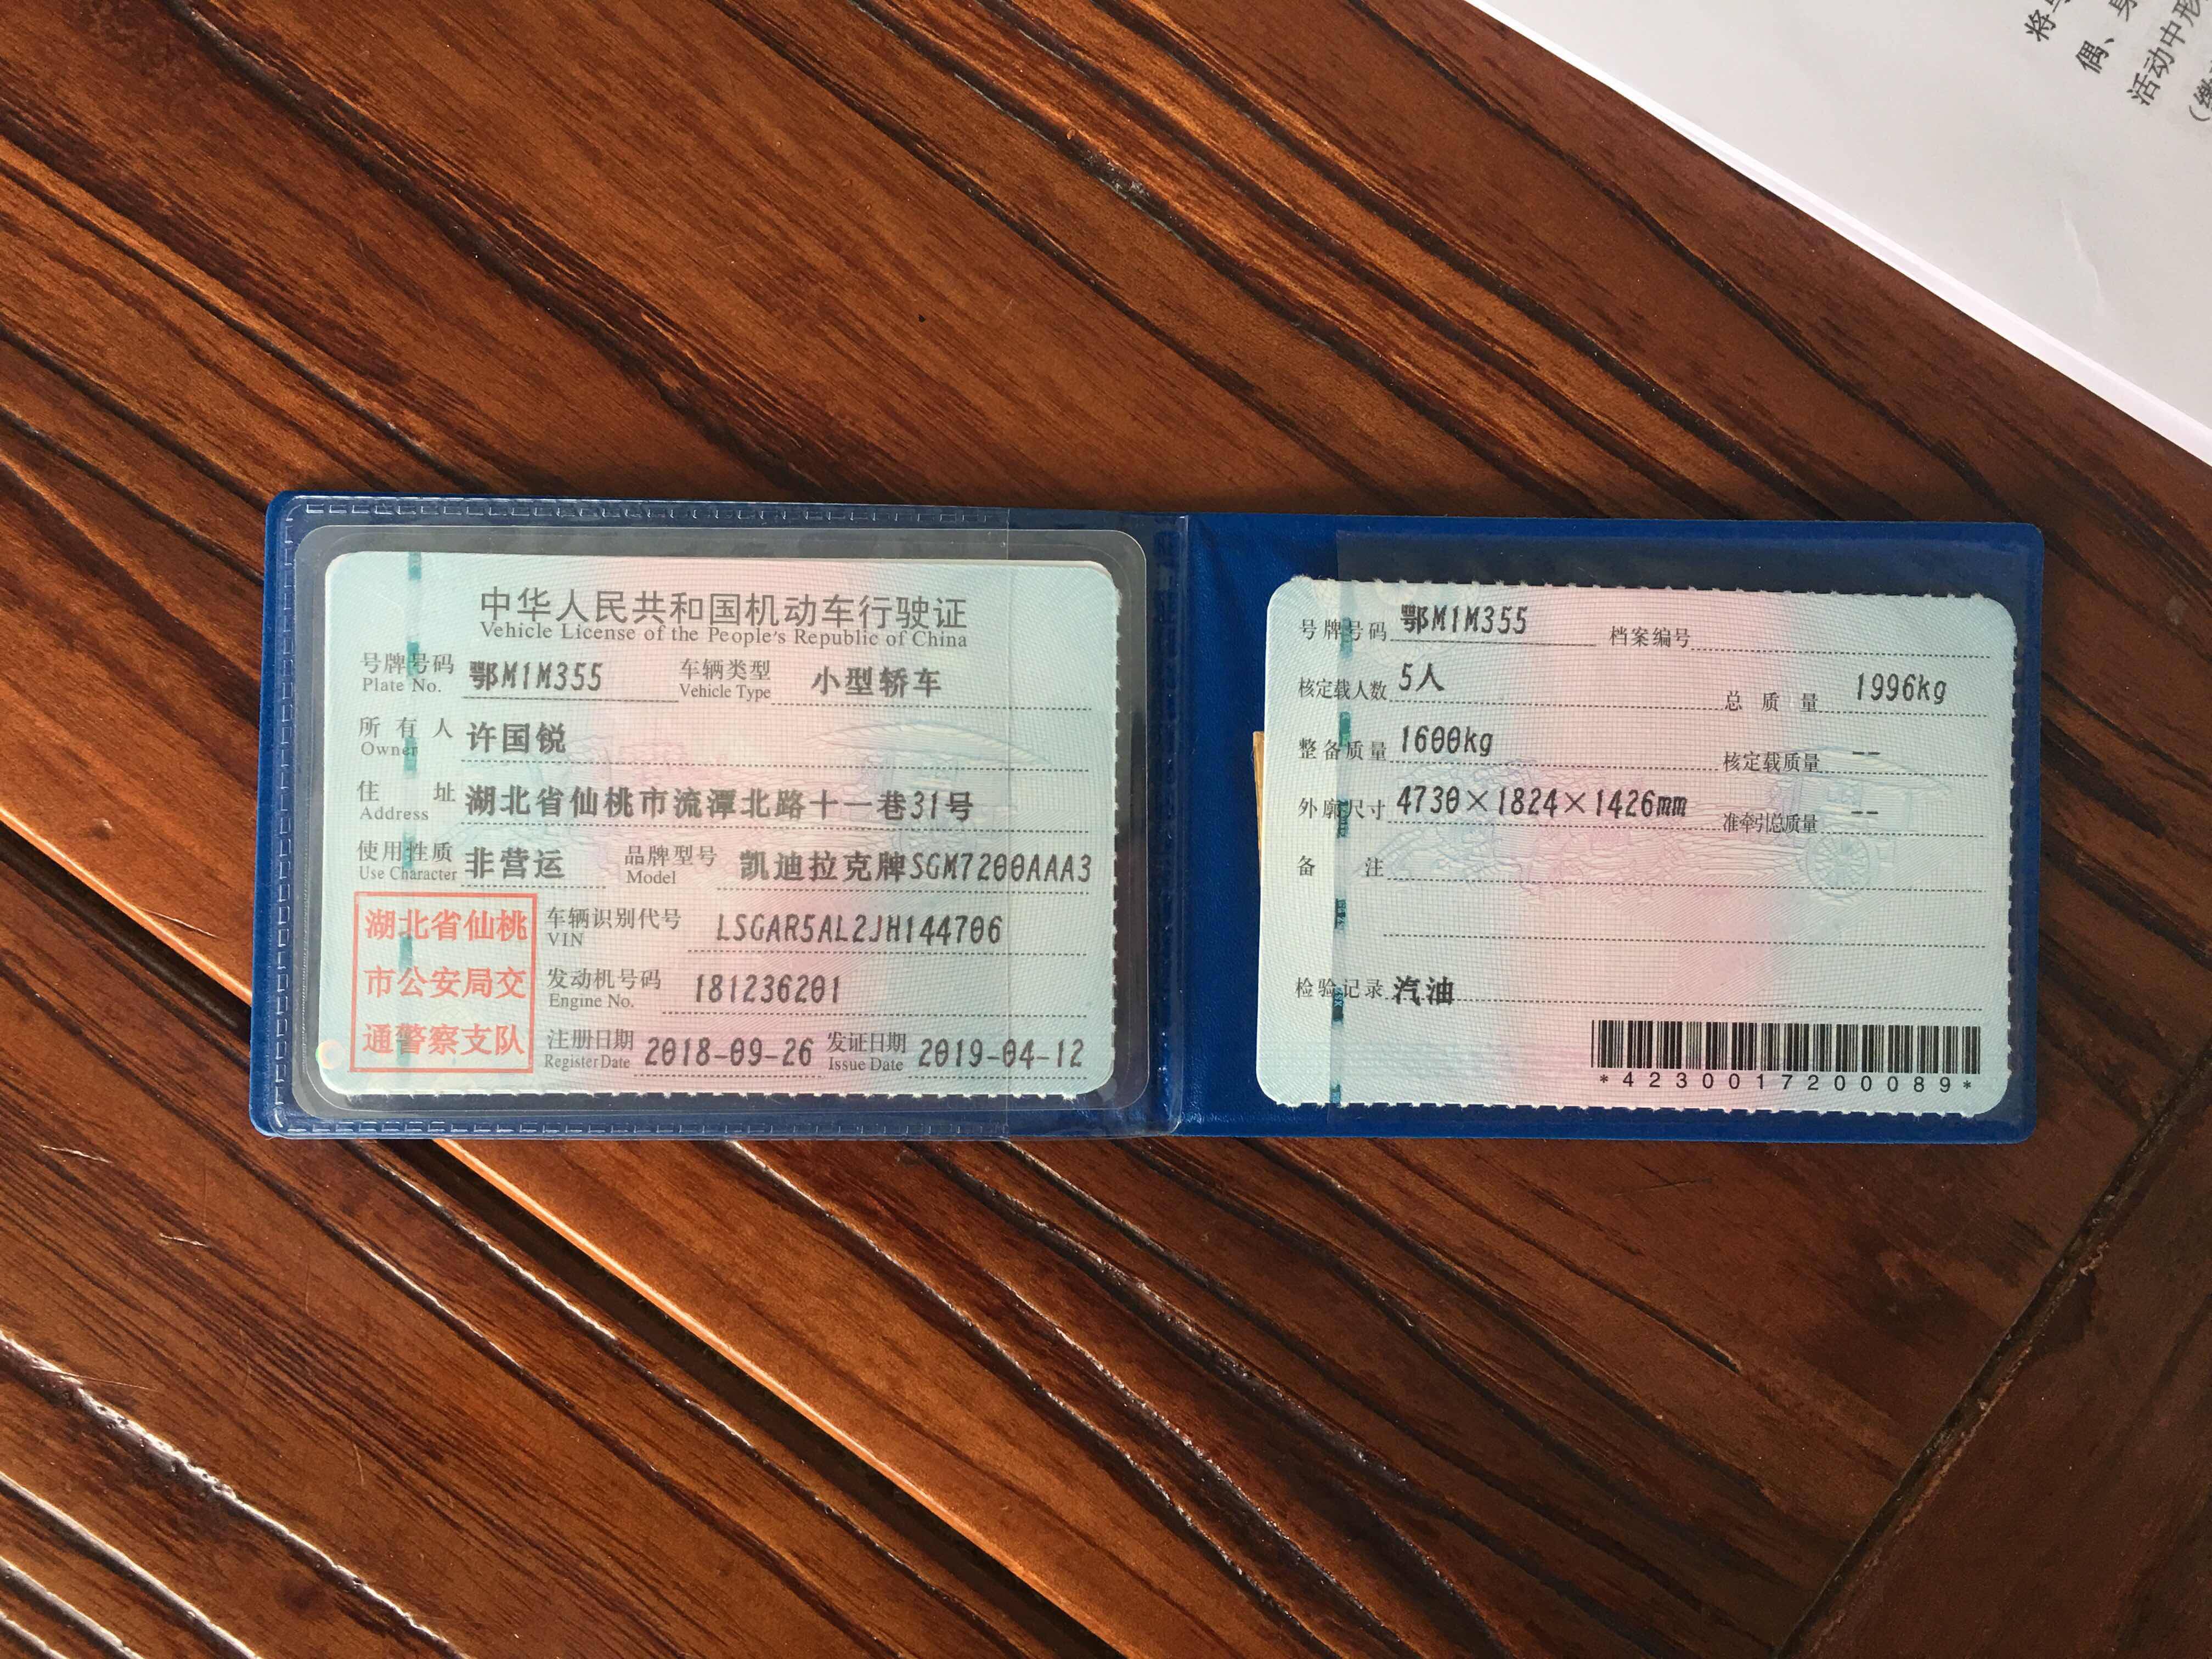 中华人民共和国机动车行驶证
Vehicle License of the People's Republic of China
号牌号码 鄂M1M355 车辆类型 小型轿车
Plate No. Vehicle Type
所有人 许国锐
Owner
住址 湖北省仙桃市流潭北路十一巷31号
Address
使用性质 非营运 品牌型号 凯迪拉克牌SGM7200AAA3
Use Character Model
湖北省仙桃
市公安局交
通警察支队
车辆识别代号 LSGAR5AL2JH144706
VIN
发动机号码 181236201
Engine No.
注册日期 2018-09-26 发证日期 2019-04-12
Register Date Issue Date
号牌号码 鄂M1M355 档案编号
核定载人数 5人 总质量 1996kg
整备质量 1600kg 核定载质量 --
外廓尺寸 4730×1824×1426mm 准牵引总质量 --
备注
检验记录 汽油
*4230017200089*
将与
偶、身
活动中形